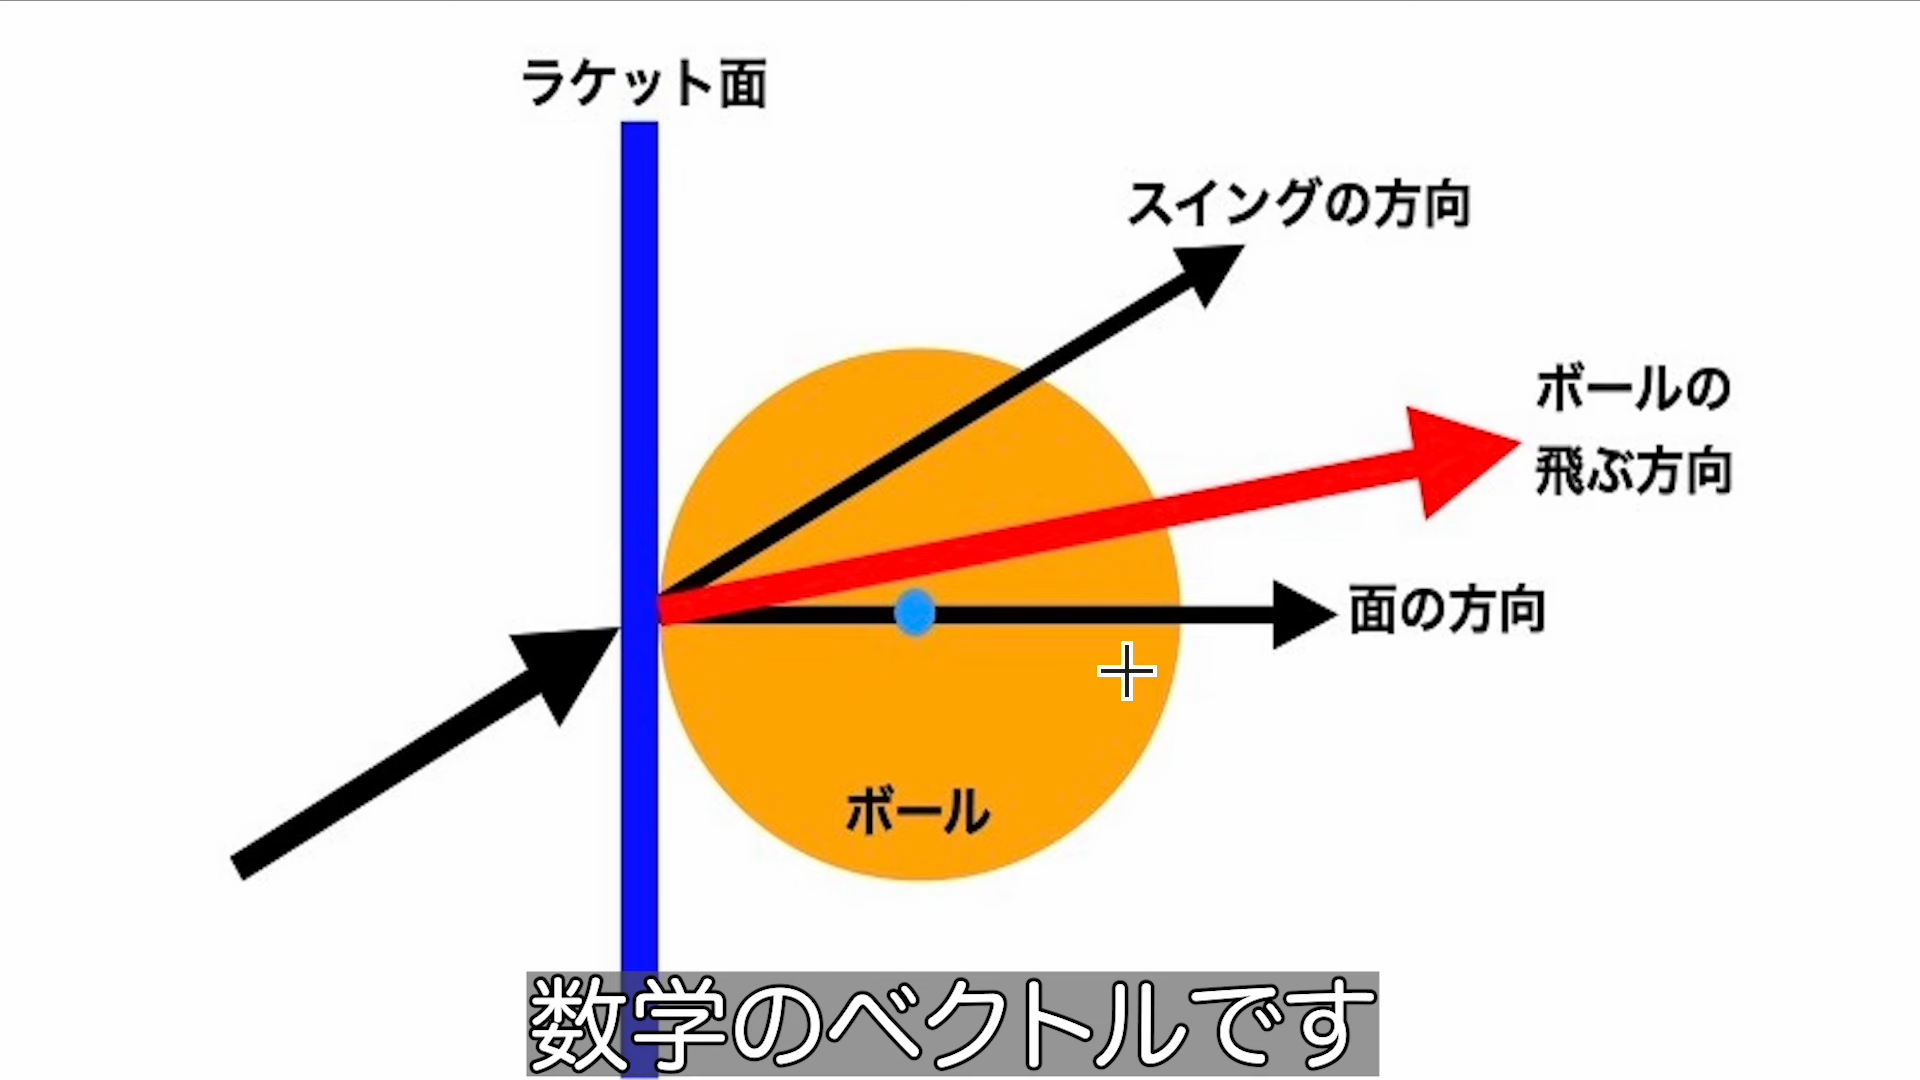 ラケット面
スイングの方向
ボールの
飛ぶ方向
面の方向
ボール
数学のベクトルです